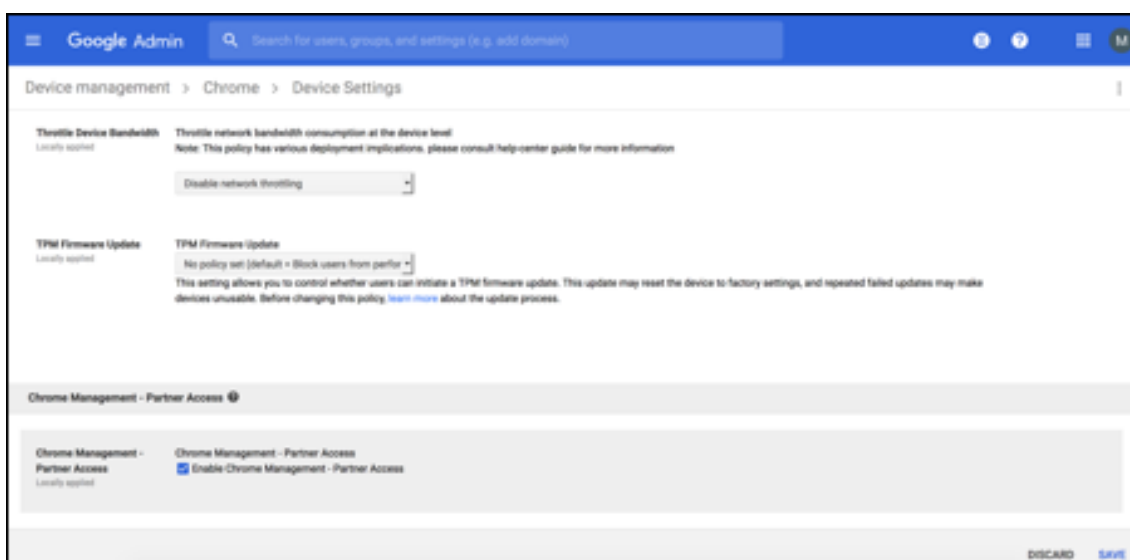 Google Admin
Search for users, groups, and settings (e.g. add domain)
M
Device management > Chrome > Device Settings
Throttle Device Bandwidth
Locally applied
Throttle network bandwidth consumption at the device level
Note: This policy has various deployment implications. please consult help center guide for more information
Disable network throttling
TPM Firmware Update
Locally applied
TPM Firmware Update
No policy set (default = Block users from perfor
This setting allows you to control whether users can initiate a TPM firmware update. This update may reset the device to factory settings, and repeated failed updates may make
devices unusable. Before changing this policy, learn more about the update process.
Chrome Management - Partner Access ?
Chrome Management -
Partner Access
Locally applied
Chrome Management - Partner Access
Enable Chrome Management - Partner Access
DISCARD SAVE